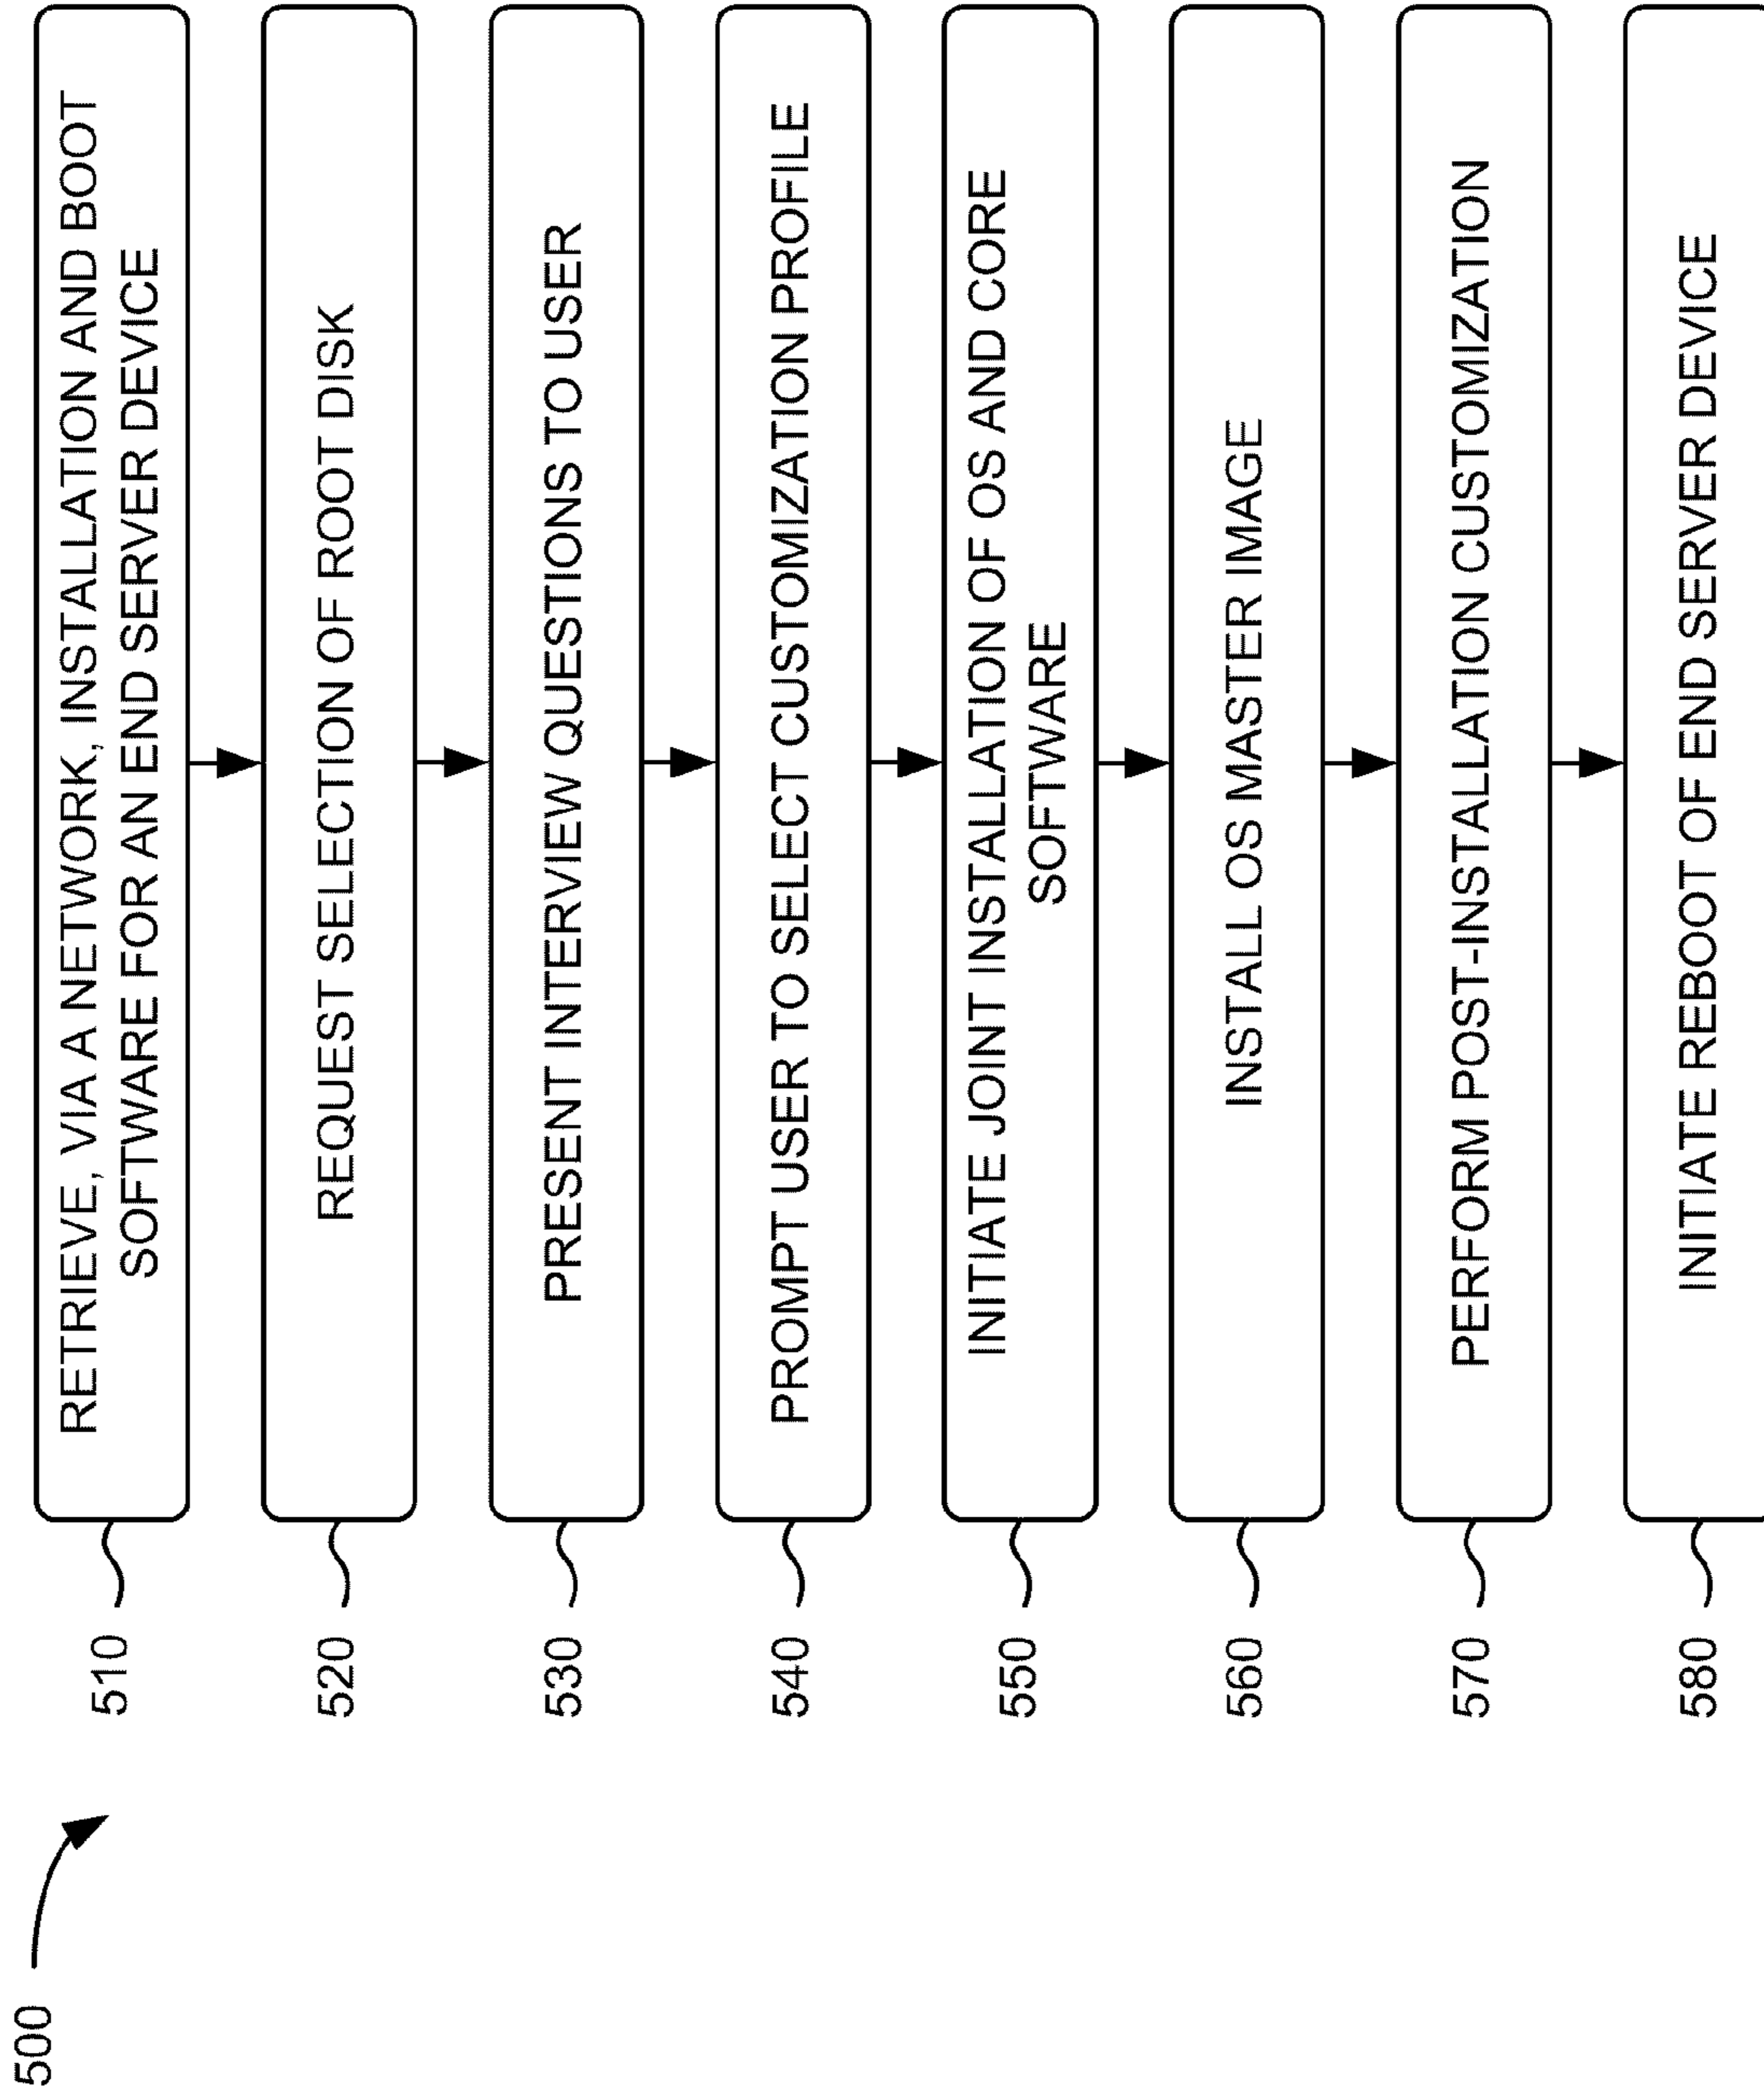 500
510
RETRIEVE, VIA A NETWORK, INSTALLATION AND BOOT
SOFTWARE FOR AN END SERVER DEVICE
520
REQUEST SELECTION OF ROOT DISK
530
PRESENT INTERVIEW QUESTIONS TO USER
540
PROMPT USER TO SELECT CUSTOMIZATION PROFILE
550
INITIATE JOINT INSTALLATION OF OS AND CORE
SOFTWARE
560
INSTALL OS MASTER IMAGE
570
PERFORM POST-INSTALLATION CUSTOMIZATION
580
INITIATE REBOOT OF END SERVER DEVICE